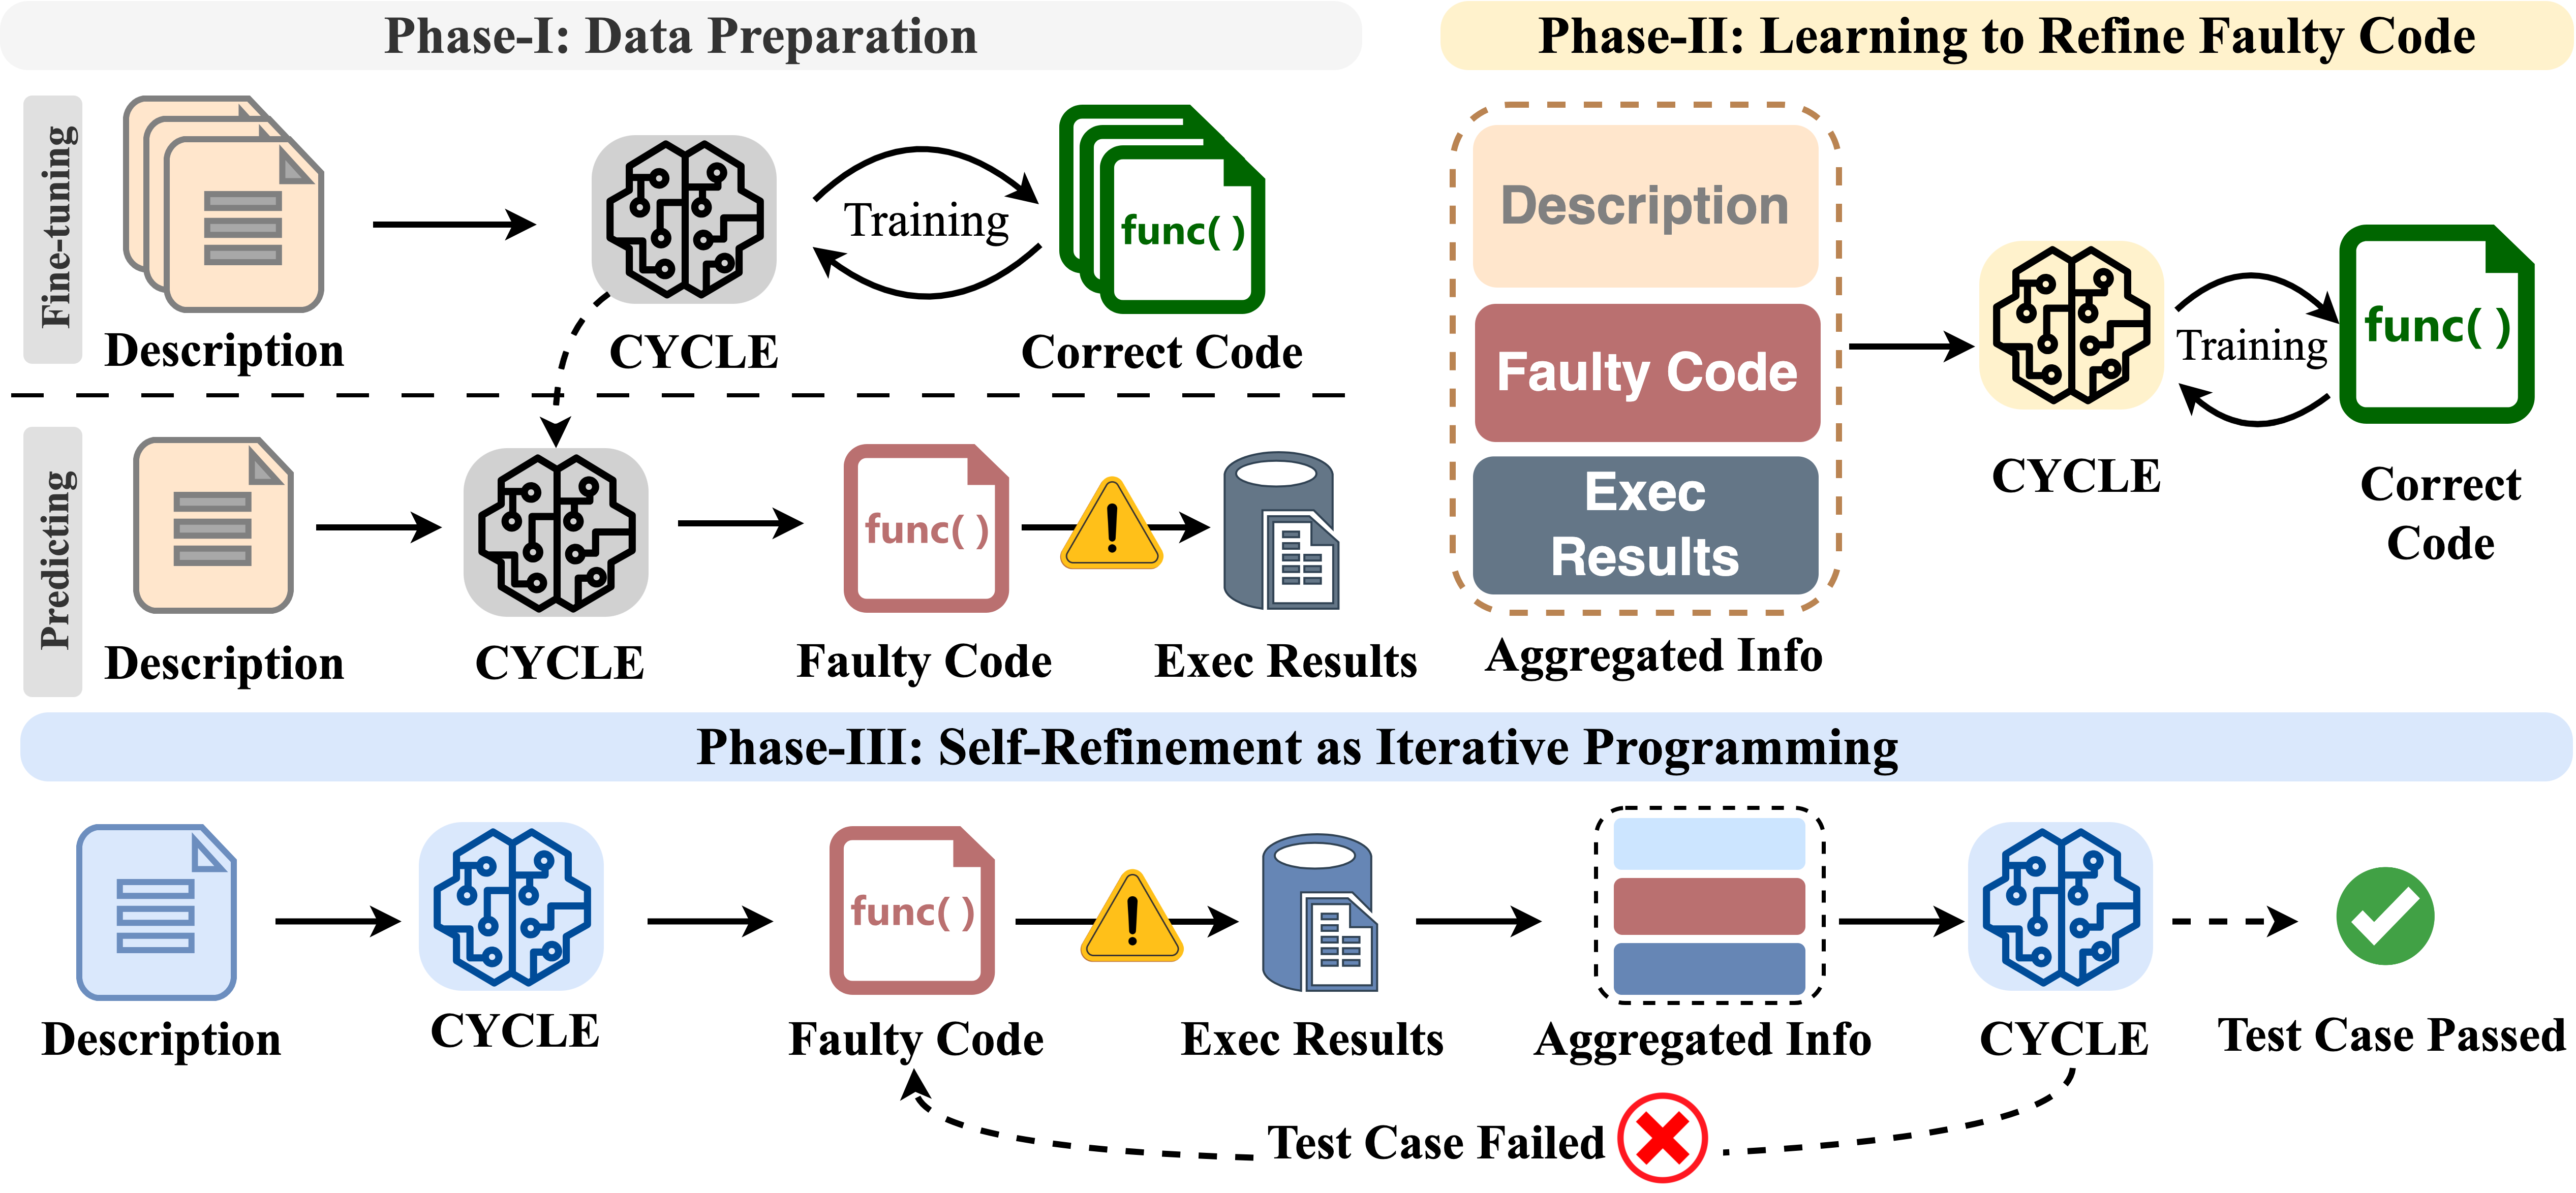 Phase-I: Data Preparation
Fine-tuning
Description
CYCLE
Training
func( )
Correct Code
Predicting
Description
CYCLE
func( )
Faulty Code
Exec Results
Phase-II: Learning to Refine Faulty Code
Description
Faulty Code
Exec
Results
Aggregated Info
CYCLE
Training
func( )
Correct
Code
Phase-III: Self-Refinement as Iterative Programming
Description
CYCLE
func( )
Faulty Code
Exec Results
Aggregated Info
CYCLE
Test Case Passed
Test Case Failed